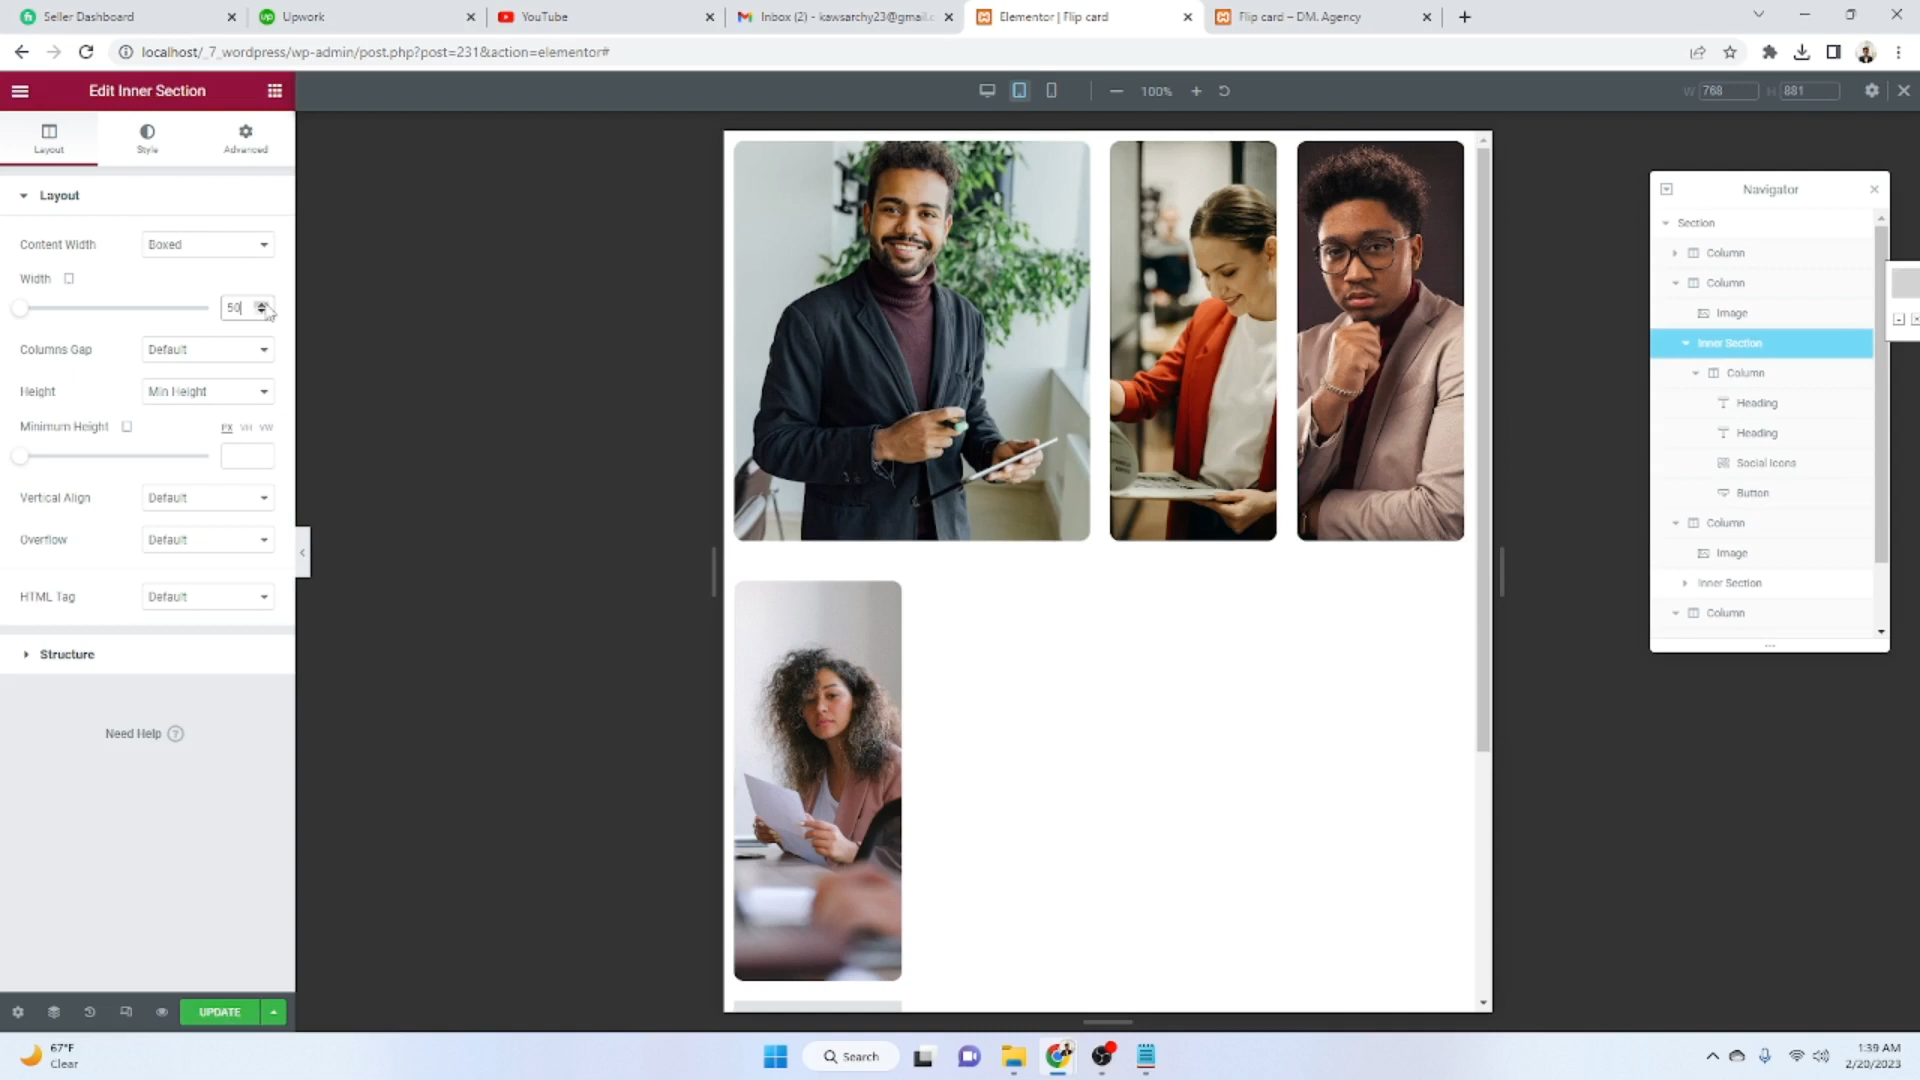 Seller Dashboard
Upwork
YouTube
Inbox (2) - kawsarchy23@gmail.c
Elementor | Flip card
Flip card – DM. Agency
localhost/_7_wordpress/wp-admin/post.php?post=231&action=elementor#
Edit Inner Section
100%
W 768
H 881
Layout
Style
Advanced
Layout
Content Width
Boxed
Width
50
Columns Gap
Default
Height
Min Height
Minimum Height
PX VH VW
Vertical Align
Default
Overflow
Default
HTML Tag
Default
Structure
Need Help
UPDATE
Navigator
Section
Column
Column
Image
Inner Section
Column
Heading
Heading
Social Icons
Button
Column
Image
Inner Section
Column
67°F
Clear
Search
1:39 AM
2/20/2023